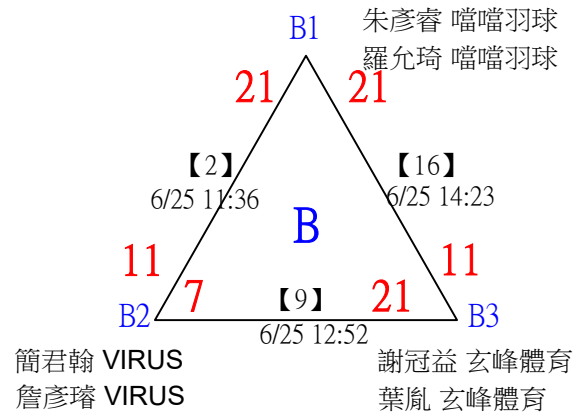 朱彥睿 噹噹羽球
B1
羅允琦 噹噹羽球
21 21
【2】 【16】
6/25 11:36 6/25 14:23
B
11 11
7 【9】 21
B2 B3
6/25 12:52
簡君翰 VIRUS 謝冠益 玄峰體育
詹彥璿 VIRUS 葉胤 玄峰體育